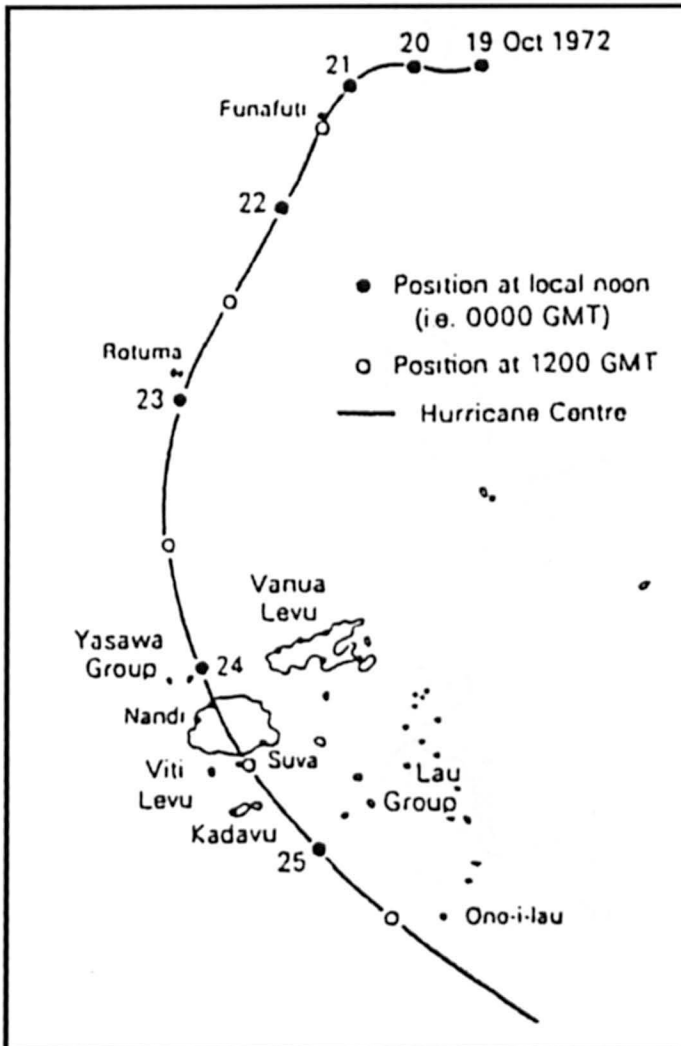 20 19 Oct 1972
21
Funafuti
22
Position at local noon
(i e. 0000 GMT)
Rotuma
Position at 1200 GMT
23
Hurricane Centre
Vanua
Levu
Yasawa
Group
24
Nandi
Suva
Viti
Levu
Lau
Group
Kadavu
25
Ono-i-lau